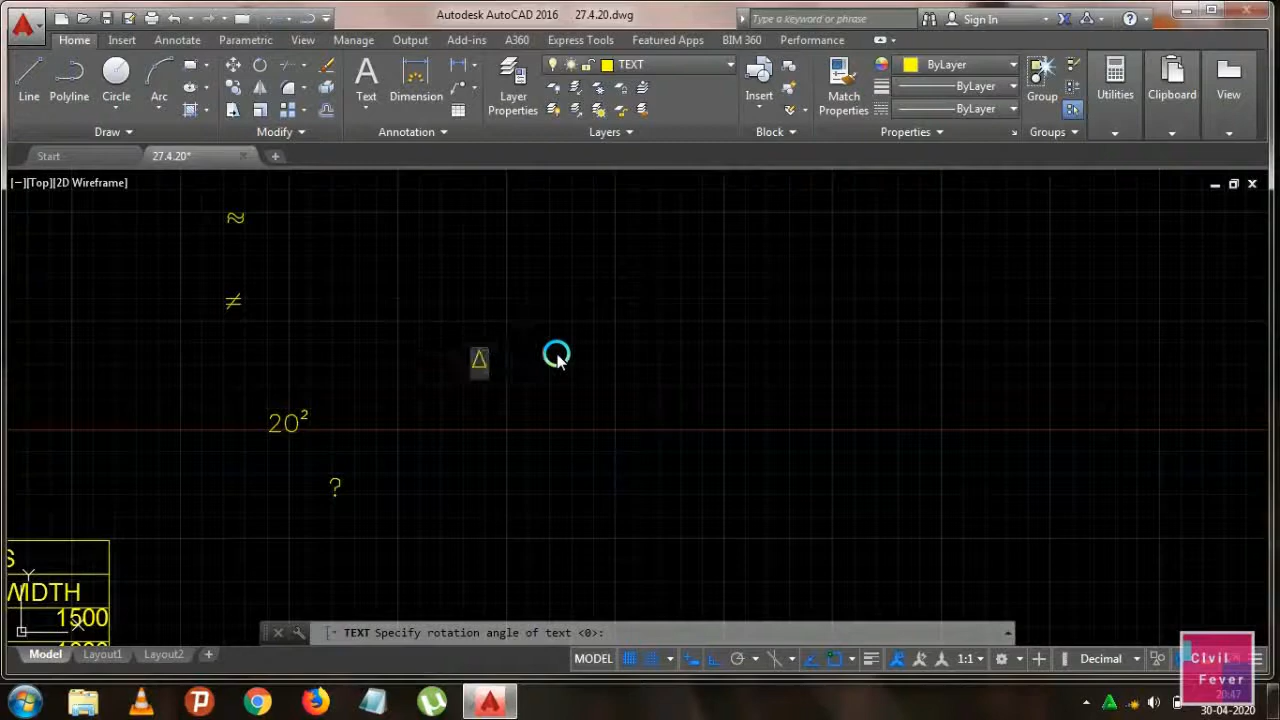 Autodesk AutoCAD 2016 27.4.20.dwg
Type a keyword or phrase
Sign In
Home Insert Annotate Parametric View Manage Output Add-ins A360 Express Tools Featured Apps BIM 360 Performance
TEXT
ByLayer
ByLayer
ByLayer
Line Polyline Circle Arc
Text Dimension
Layer Properties
Insert
Match Properties
Group
Utilities
Clipboard
View
Draw Modify Annotation Layers Block Properties Groups
Start 27.4.20*
[−][Top][2D Wireframe]
≈
≠
Δ
20²
?
S
WIDTH
1500
Y
X
TEXT Specify rotation angle of text <0>:
Model Layout1 Layout2
MODEL
1:1
Decimal
Civil
Fever
20:47
30-04-2020